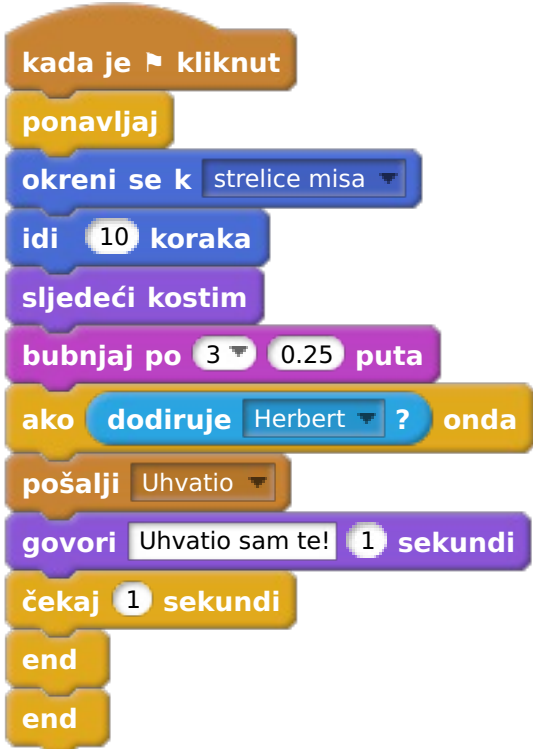 kada je kliknut
ponavljaj
okreni se k strelice misa
idi 10 koraka
sljedeći kostim
bubnjaj po 3 0.25 puta
ako dodiruje Herbert ? onda
pošalji Uhvatio
govori Uhvatio sam te! 1 sekundi
čekaj 1 sekundi
end
end